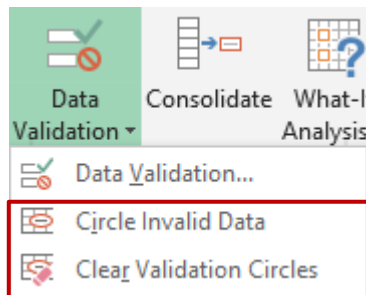 Data Consolidate What-I
Validation Analysis
Data Validation...
Circle Invalid Data
Clear Validation Circles